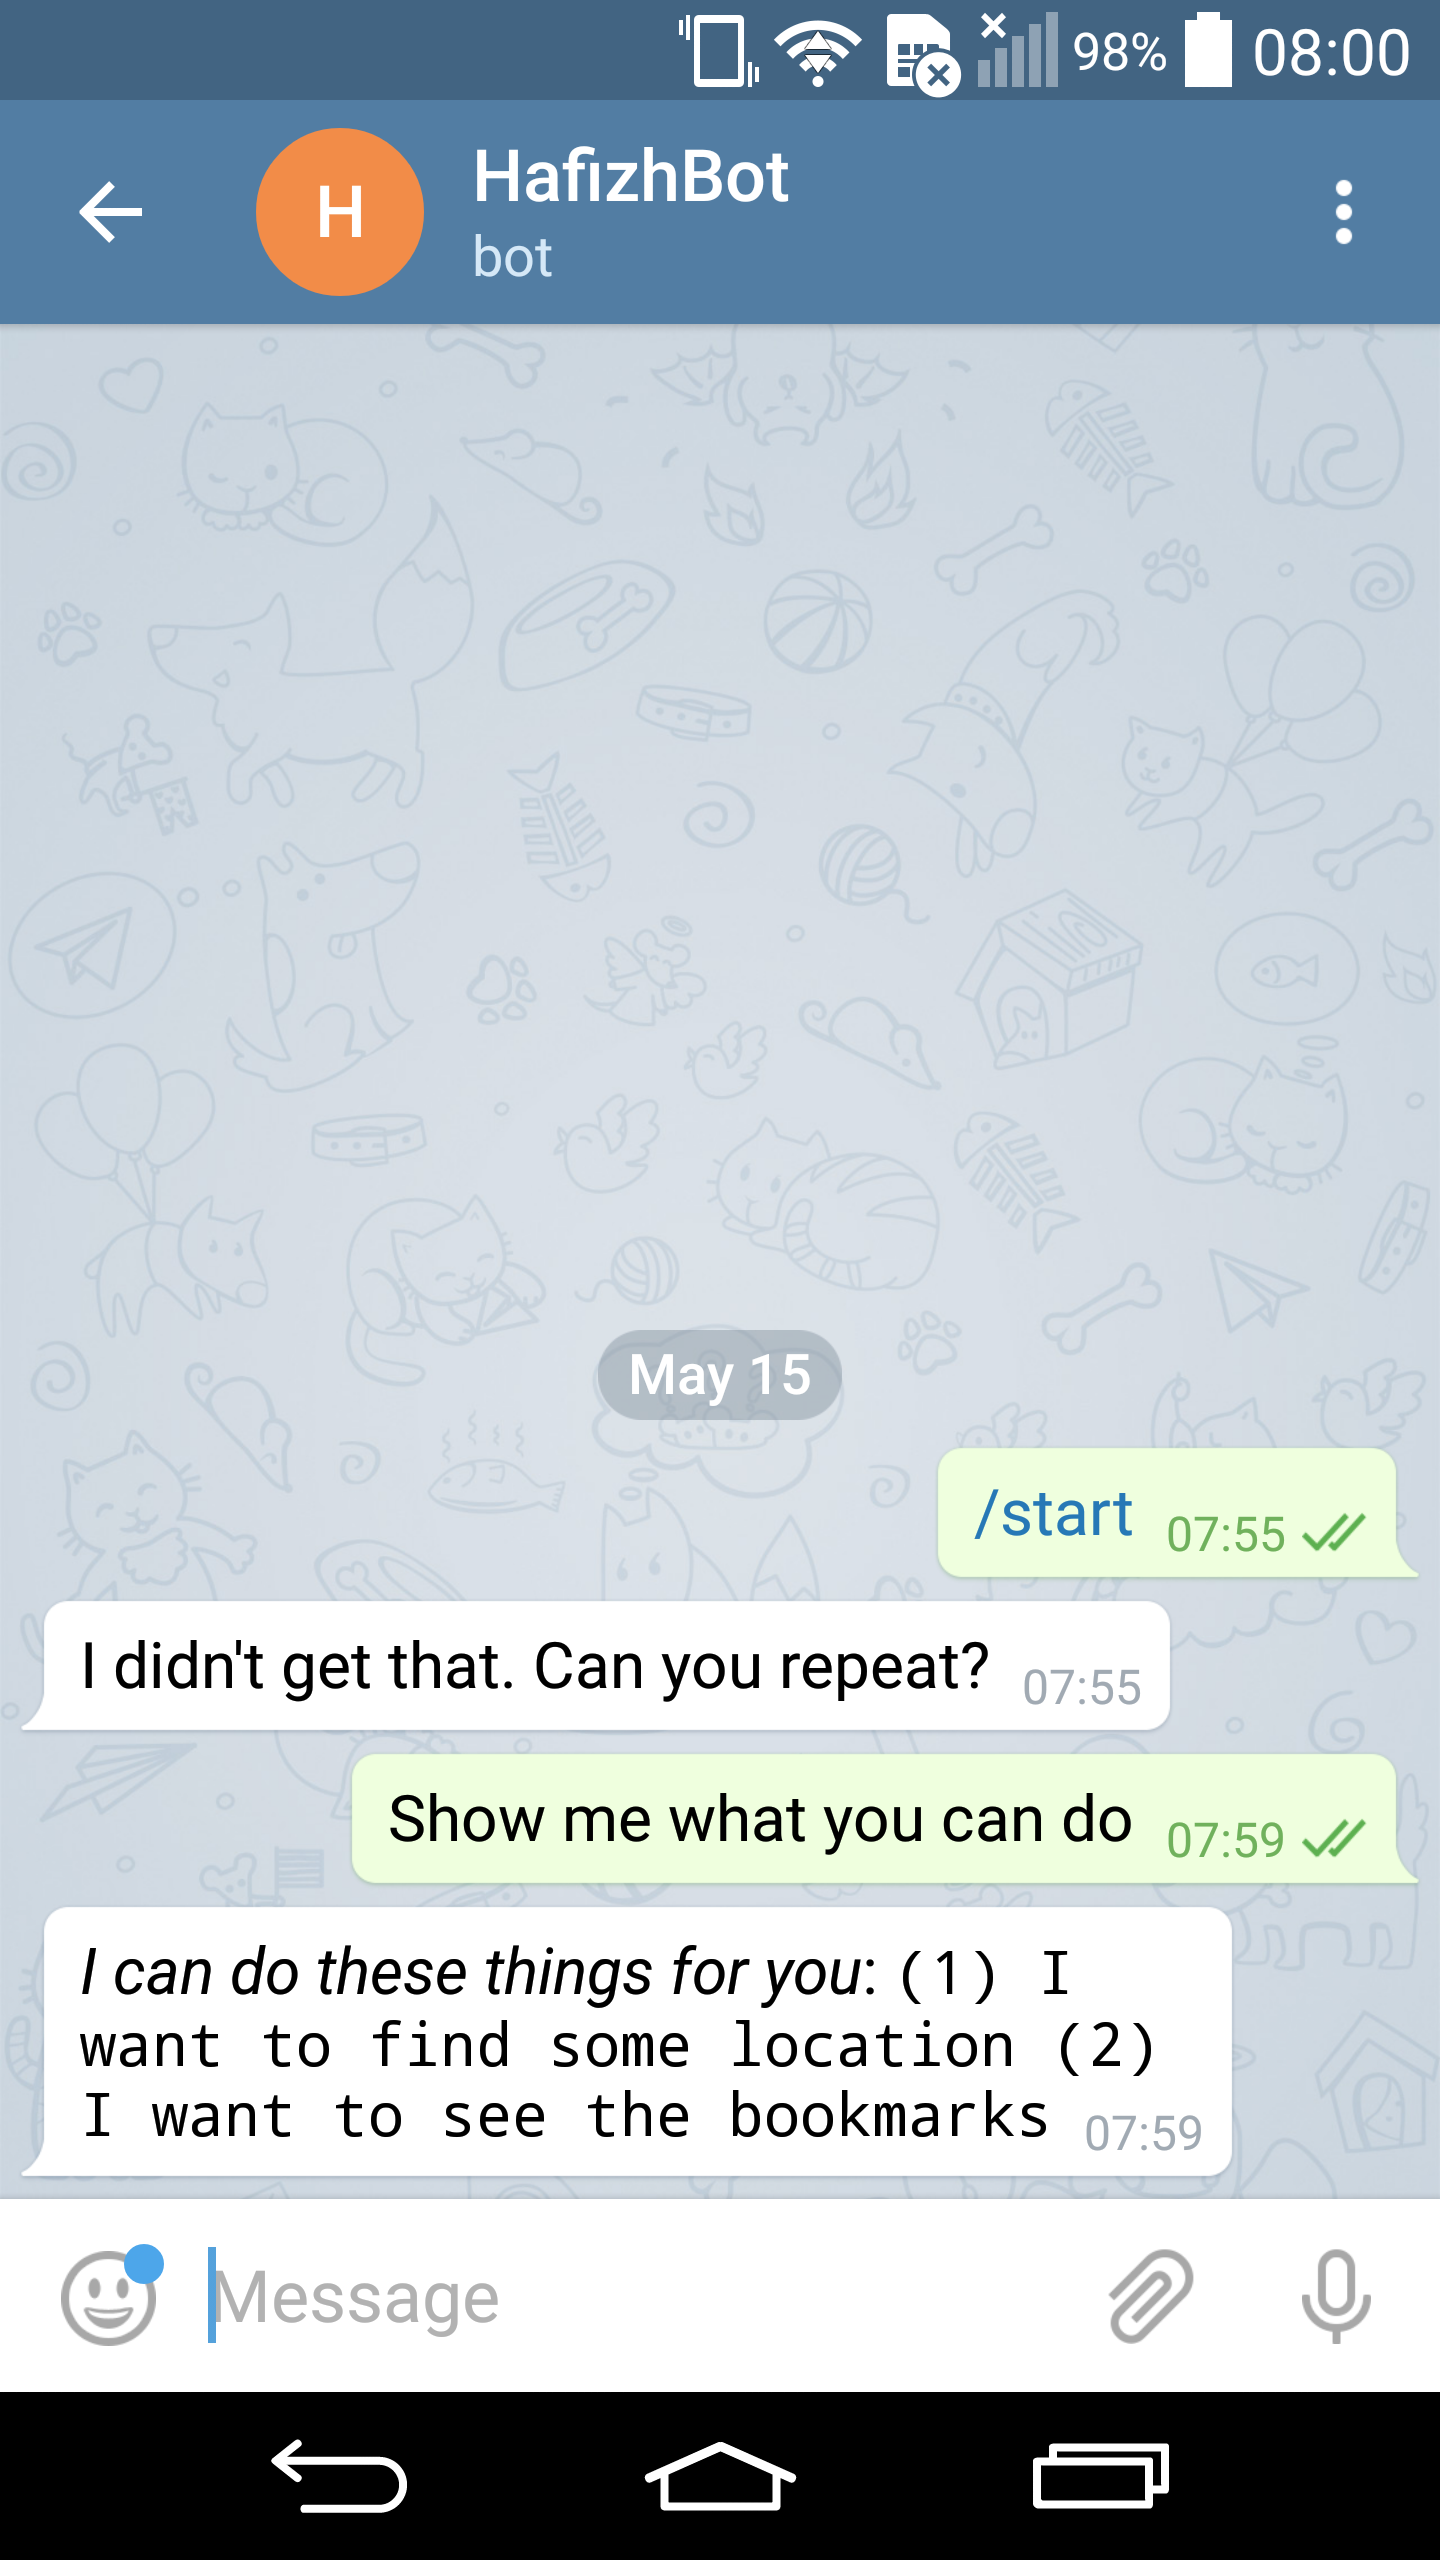 98% 08:00
H
HafizhBot
bot
May 15
/start 07:55
I didn't get that. Can you repeat? 07:55
Show me what you can do 07:59
I can do these things for you: (1) I
want to find some location (2)
I want to see the bookmarks 07:59
Message